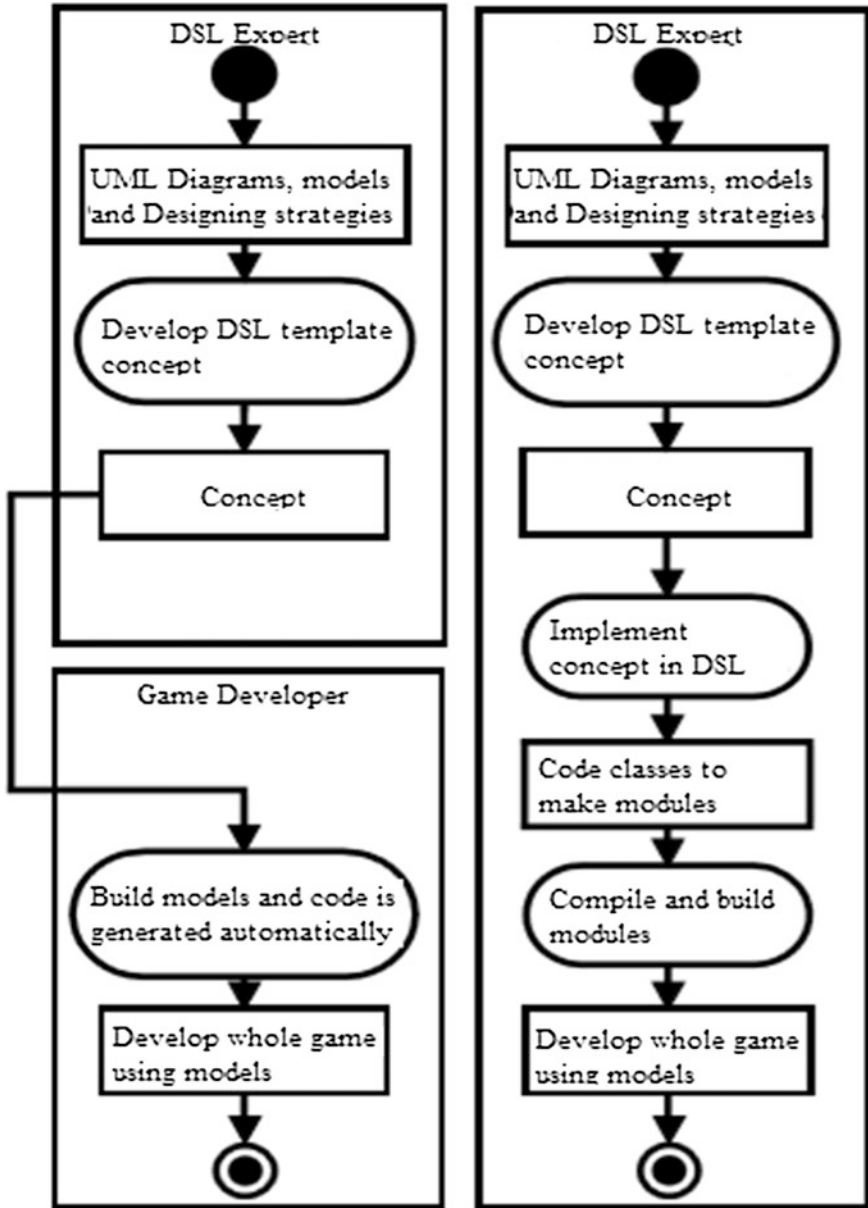 DSL Expert
UML Diagrams, models
and Designing strategies
Develop DSL template
concept
Concept
Game Developer
Build models and code is
generated automatically
Develop whole game
using models
DSL Expert
UML Diagrams, models
and Designing strategies
Develop DSL template
concept
Concept
Implement
concept in DSL
Code classes to
make modules
Compile and build
modules
Develop whole game
using models